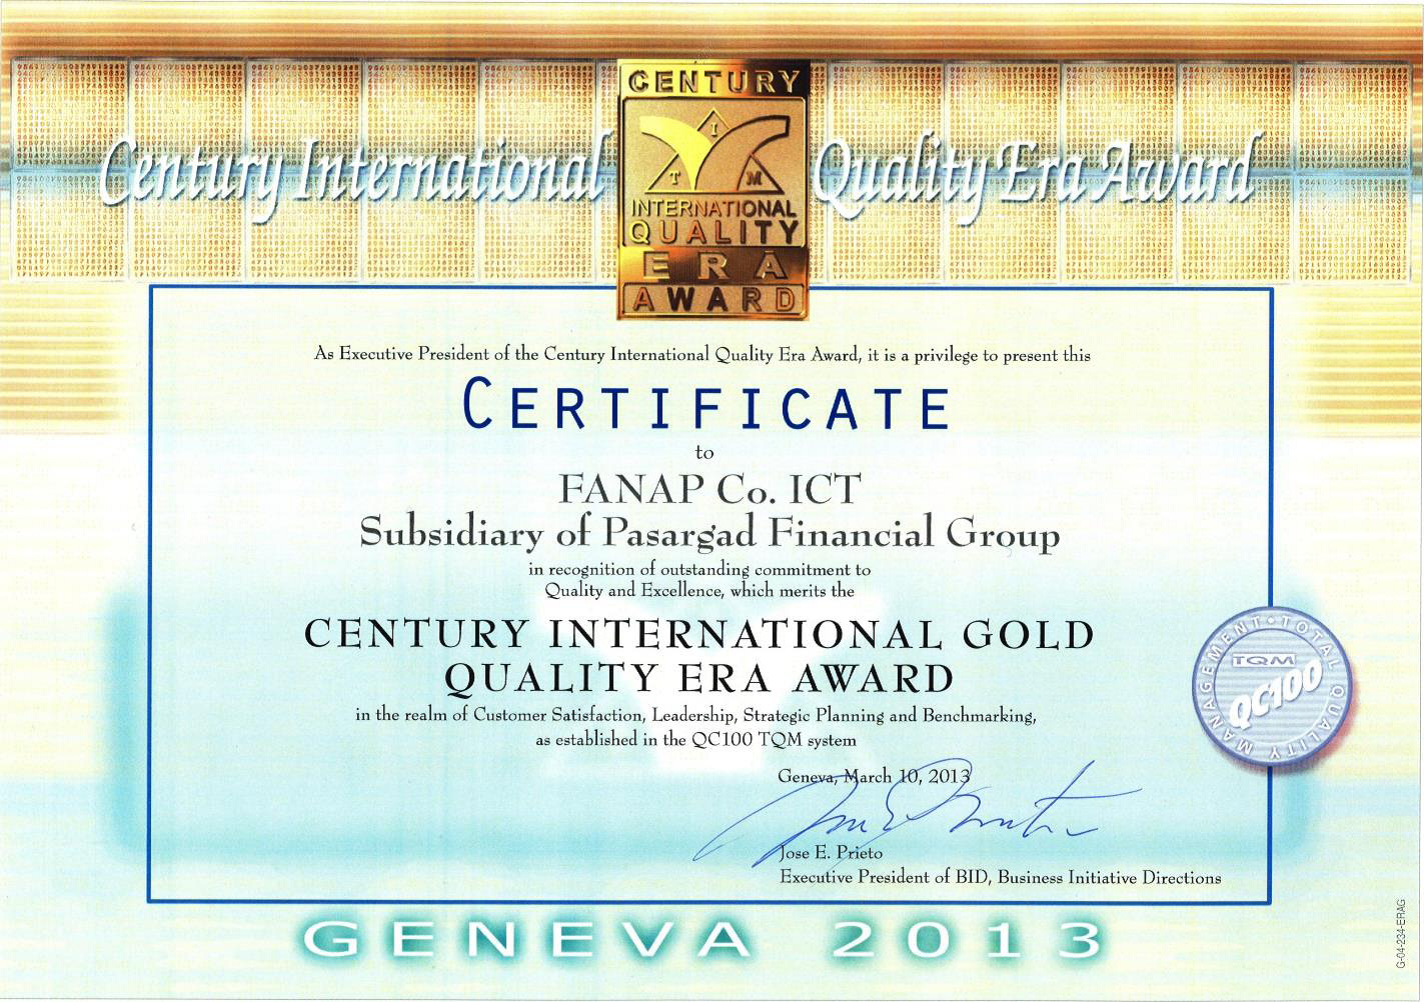 Century International Quality Era Award
CENTURY
I
T M
INTERNATIONAL
QUALITY
ERA
AWARD
As Executive President of the Century International Quality Era Award, it is a privilege to present this
CERTIFICATE
to
FANAP Co. ICT
Subsidiary of Pasargad Financial Group
in recognition of outstanding commitment to
Quality and Excellence, which merits the
CENTURY INTERNATIONAL GOLD
QUALITY ERA AWARD
in the realm of Customer Satisfaction, Leadership, Strategic Planning and Benchmarking,
as established in the QC100 TQM system
TOTAL QUALITY MANAGEMENT
TQM
QC100
Geneva, March 10, 2013
Jose E. Prieto
Executive President of BID, Business Initiative Directions
GENEVA 2013
G-04-234-ERAG